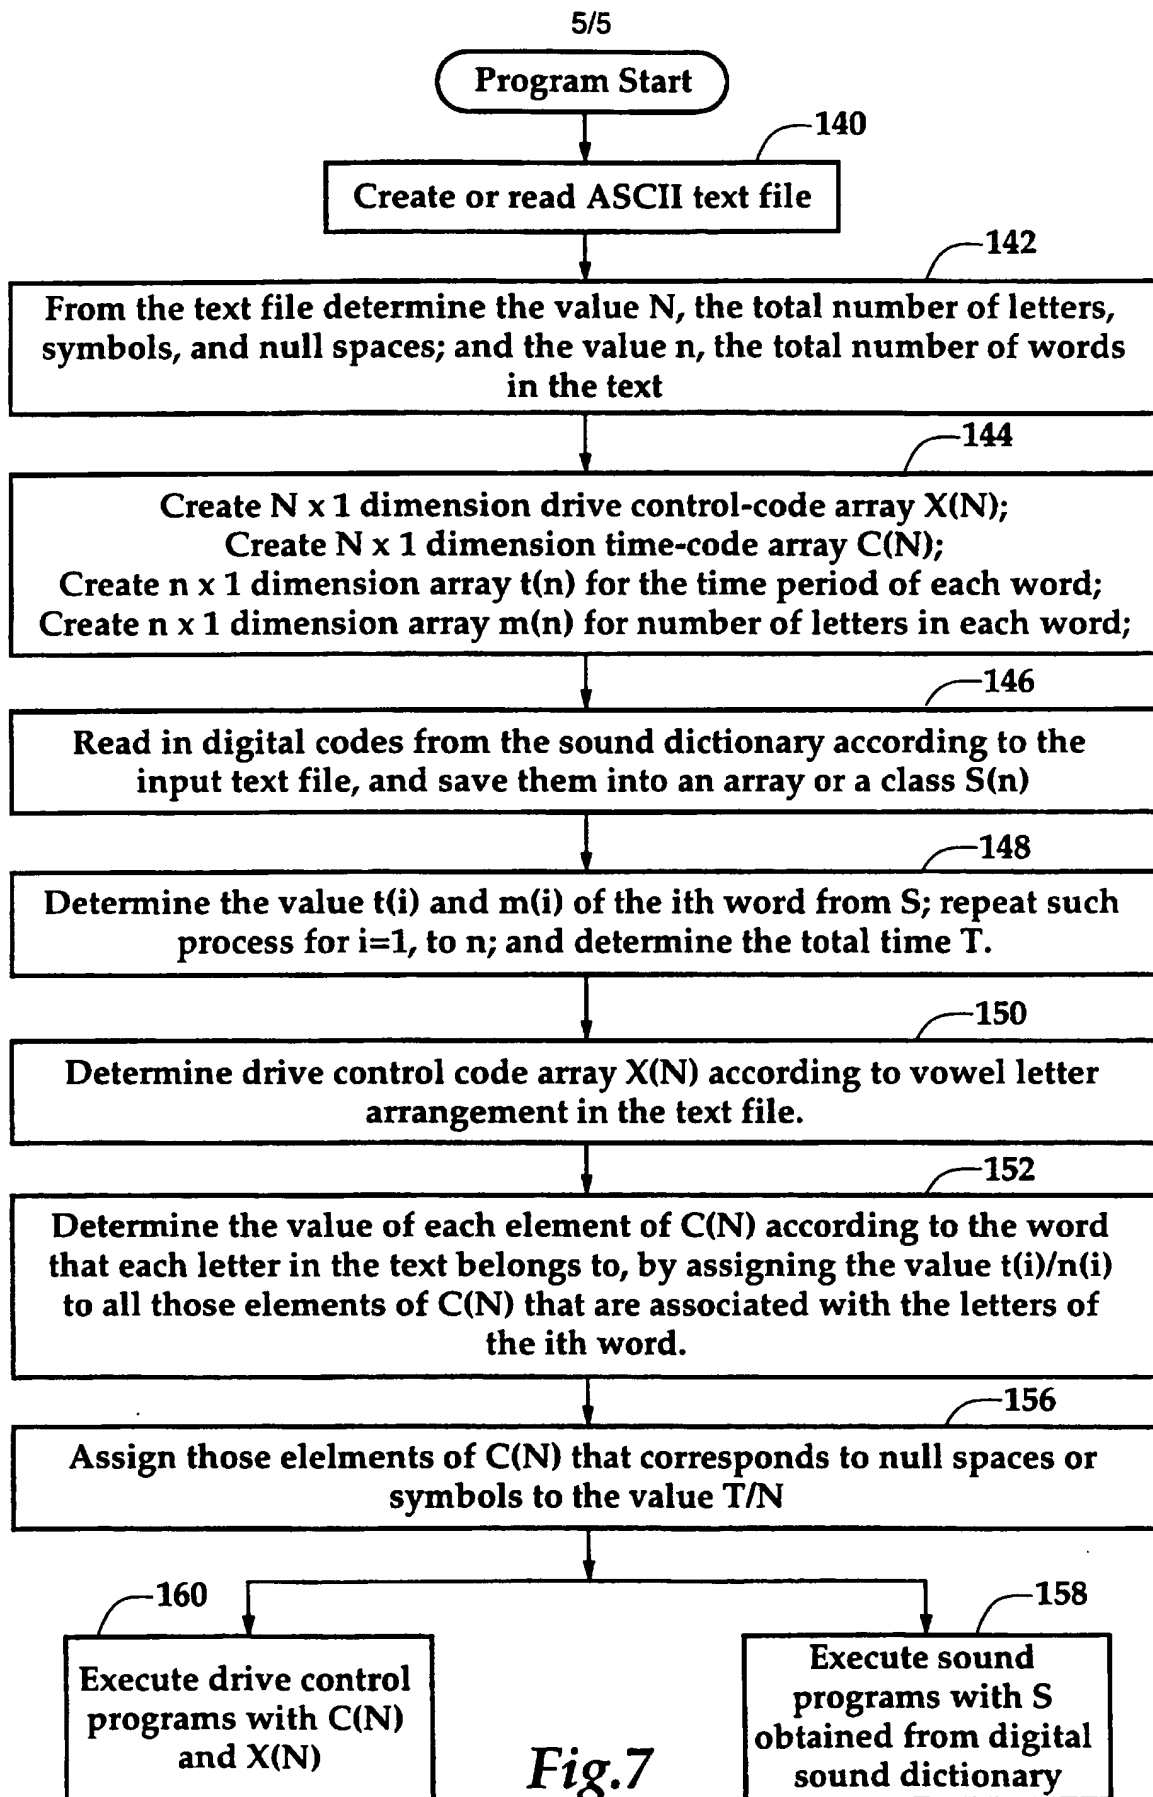 5/5
Program Start
140
Create or read ASCII text file
142
From the text file determine the value N, the total number of letters,
symbols, and null spaces; and the value n, the total number of words
in the text
144
Create N x 1 dimension drive control-code array X(N);
Create N x 1 dimension time-code array C(N);
Create n x 1 dimension array t(n) for the time period of each word;
Create n x 1 dimension array m(n) for number of letters in each word;
146
Read in digital codes from the sound dictionary according to the
input text file, and save them into an array or a class S(n)
148
Determine the value t(i) and m(i) of the ith word from S; repeat such
process for i=1, to n; and determine the total time T.
150
Determine drive control code array X(N) according to vowel letter
arrangement in the text file.
152
Determine the value of each element of C(N) according to the word
that each letter in the text belongs to, by assigning the value t(i)/n(i)
to all those elements of C(N) that are associated with the letters of
the ith word.
156
Assign those elelments of C(N) that corresponds to null spaces or
symbols to the value T/N
160
Execute drive control
programs with C(N)
and X(N)
158
Execute sound
programs with S
obtained from digital
sound dictionary
Fig.7